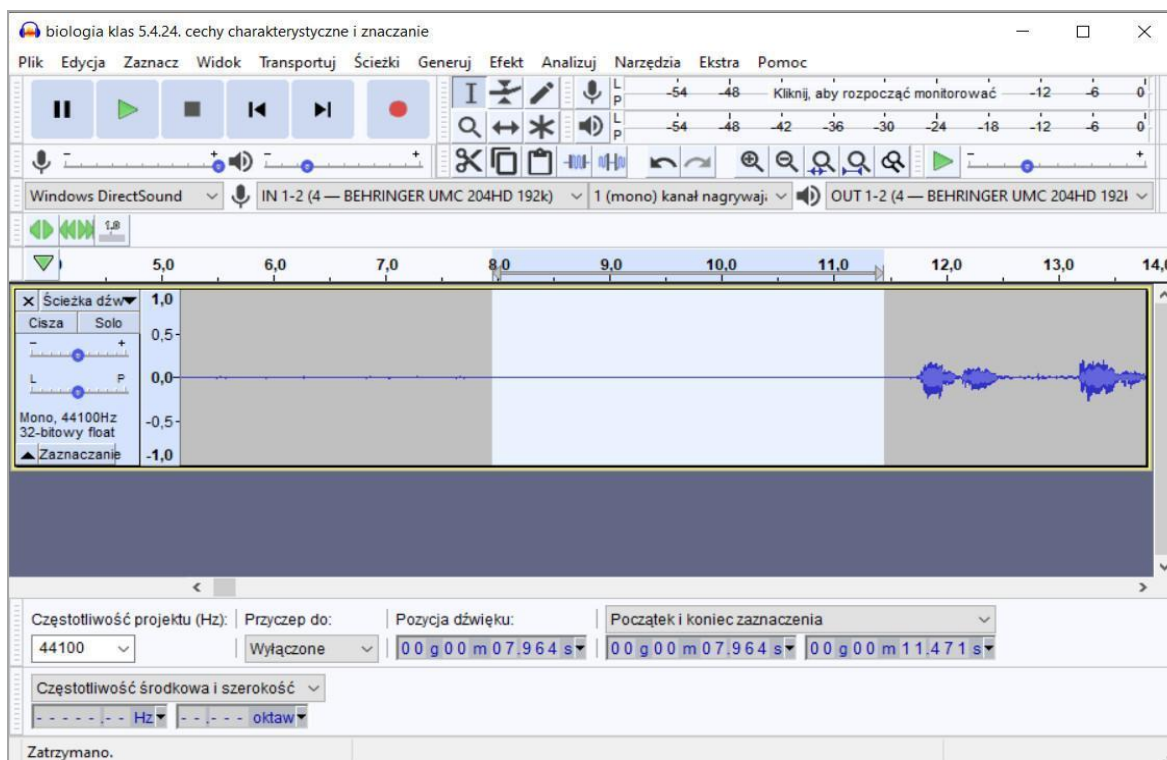 biologia klas 5.4.24. cechy charakterystyczne i znaczanie
Plik Edycja Zaznacz Widok Transportuj Ścieżki Generuj Efekt Analizuj Narzędzia Ekstra Pomoc
L P -54 -48 Kliknij, aby rozpocząć monitorować -12 -6 0
L P -54 -48 -42 -36 -30 -24 -18 -12 -6 0
- + - + - +
Windows DirectSound IN 1-2 (4 — BEHRINGER UMC 204HD 192k) 1 (mono) kanał nagrywaj OUT 1-2 (4 — BEHRINGER UMC 204HD 192
5,0 6,0 7,0 8,0 9,0 10,0 11,0 12,0 13,0 14,0
X Ścieżka dźw 1,0
Cisza Solo
0,5
- +
L P 0,0
Mono, 44100Hz
32-bitowy float -0,5
Zaznaczanie -1,0
Częstotliwość projektu (Hz): Przyczep do: Pozycja dźwięku: Początek i koniec zaznaczenia
44100 Wyłączone 00 g 00 m 07.964 s 00 g 00 m 07.964 s 00 g 00 m 11.471 s
Częstotliwość środkowa i szerokość
- - - - - . - - Hz - - . - - - oktaw
Zatrzymano.